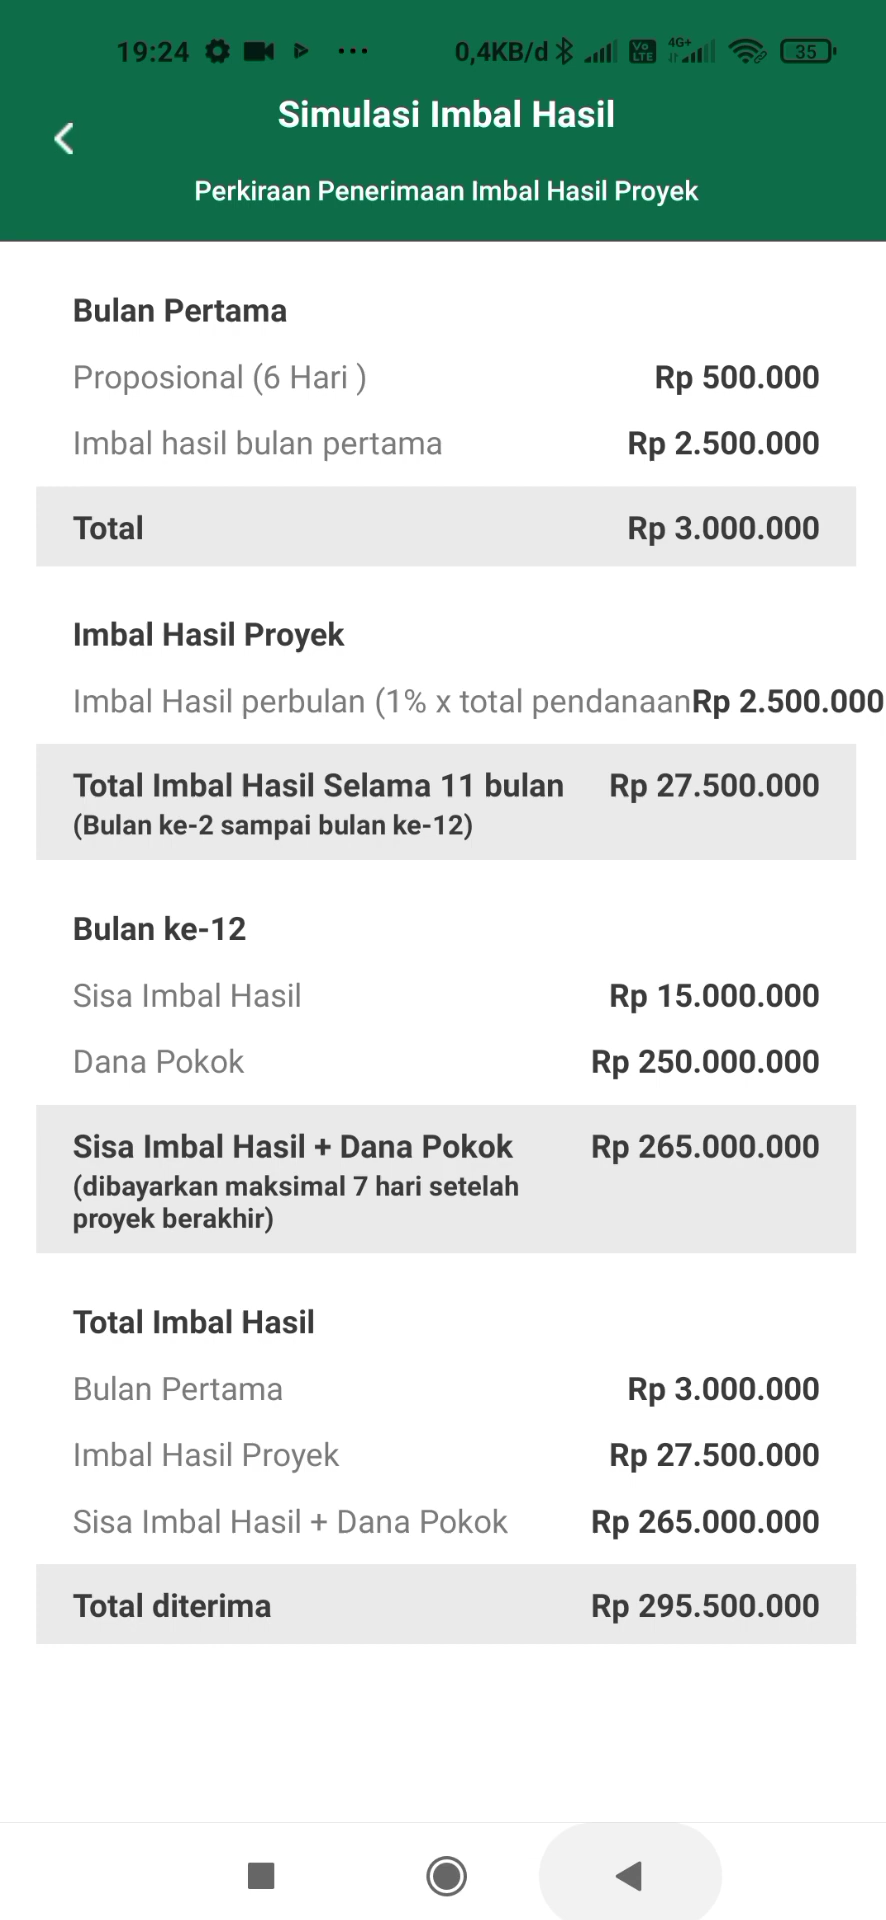 19:24 ... 0,4KB/d Vo LTE 4G+ 35
Simulasi Imbal Hasil
Perkiraan Penerimaan Imbal Hasil Proyek
Bulan Pertama
Proposional (6 Hari ) Rp 500.000
Imbal hasil bulan pertama Rp 2.500.000
Total Rp 3.000.000
Imbal Hasil Proyek
Imbal Hasil perbulan (1% x total pendanaan Rp 2.500.000
Total Imbal Hasil Selama 11 bulan Rp 27.500.000
(Bulan ke-2 sampai bulan ke-12)
Bulan ke-12
Sisa Imbal Hasil Rp 15.000.000
Dana Pokok Rp 250.000.000
Sisa Imbal Hasil + Dana Pokok Rp 265.000.000
(dibayarkan maksimal 7 hari setelah
proyek berakhir)
Total Imbal Hasil
Bulan Pertama Rp 3.000.000
Imbal Hasil Proyek Rp 27.500.000
Sisa Imbal Hasil + Dana Pokok Rp 265.000.000
Total diterima Rp 295.500.000